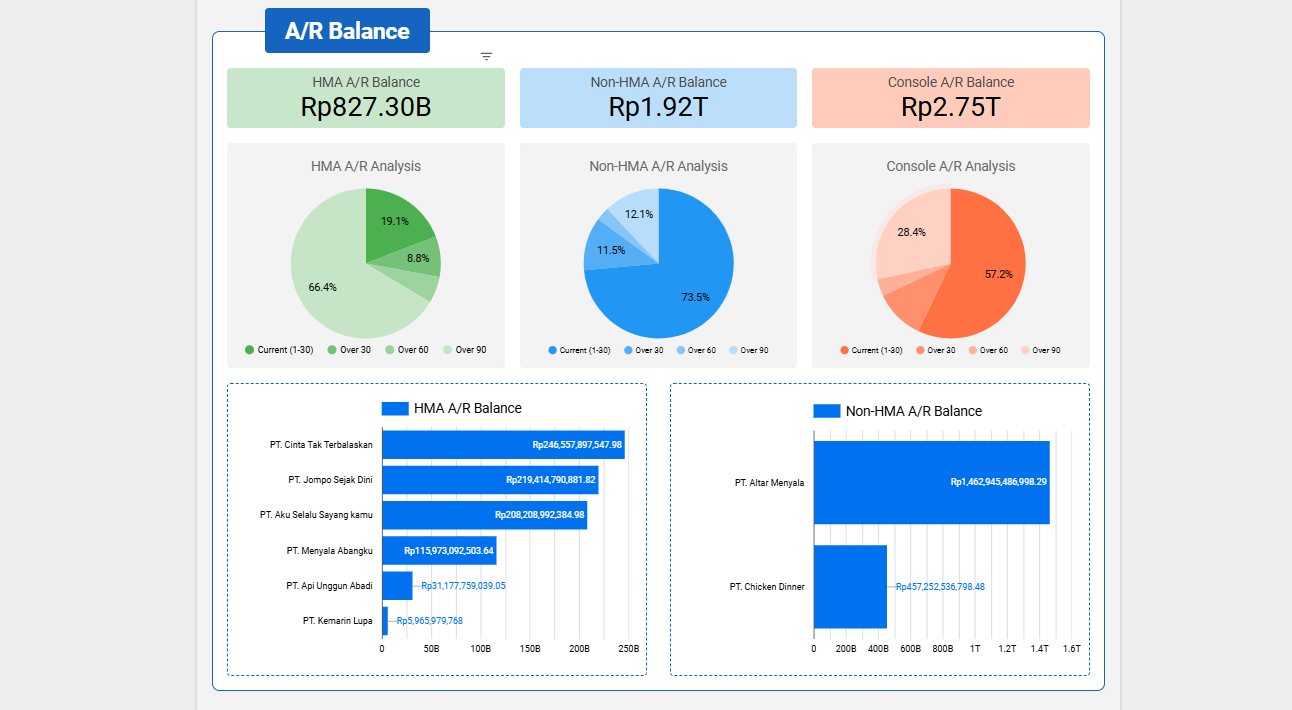 A/R Balance
HMA A/R Balance
Rp827.30B
Non-HMA A/R Balance
Rp1.92T
Console A/R Balance
Rp2.75T
HMA A/R Analysis
19.1%
8.8%
66.4%
Current (1-30) Over 30 Over 60 Over 90
Non-HMA A/R Analysis
12.1%
11.5%
73.5%
Current (1-30) Over 30 Over 60 Over 90
Console A/R Analysis
28.4%
57.2%
Current (1-30) Over 30 Over 60 Over 90
HMA A/R Balance
PT. Cinta Tak Terbalaskan Rp246,557,897,547.98
PT. Jompo Sejak Dini Rp219,414,790,881.82
PT. Aku Selalu Sayang kamu Rp208,208,992,384.98
PT. Menyala Abangku Rp115,973,092,503.64
PT. Api Unggun Abadi Rp31,177,759,039.05
PT. Kemarin Lupa Rp5,965,979,768
0 50B 100B 150B 200B 250B
Non-HMA A/R Balance
PT. Altar Menyala Rp1,462,945,486,998.29
PT. Chicken Dinner Rp457,252,536,798.48
0 200B 400B 600B 800B 1T 1.2T 1.4T 1.6T